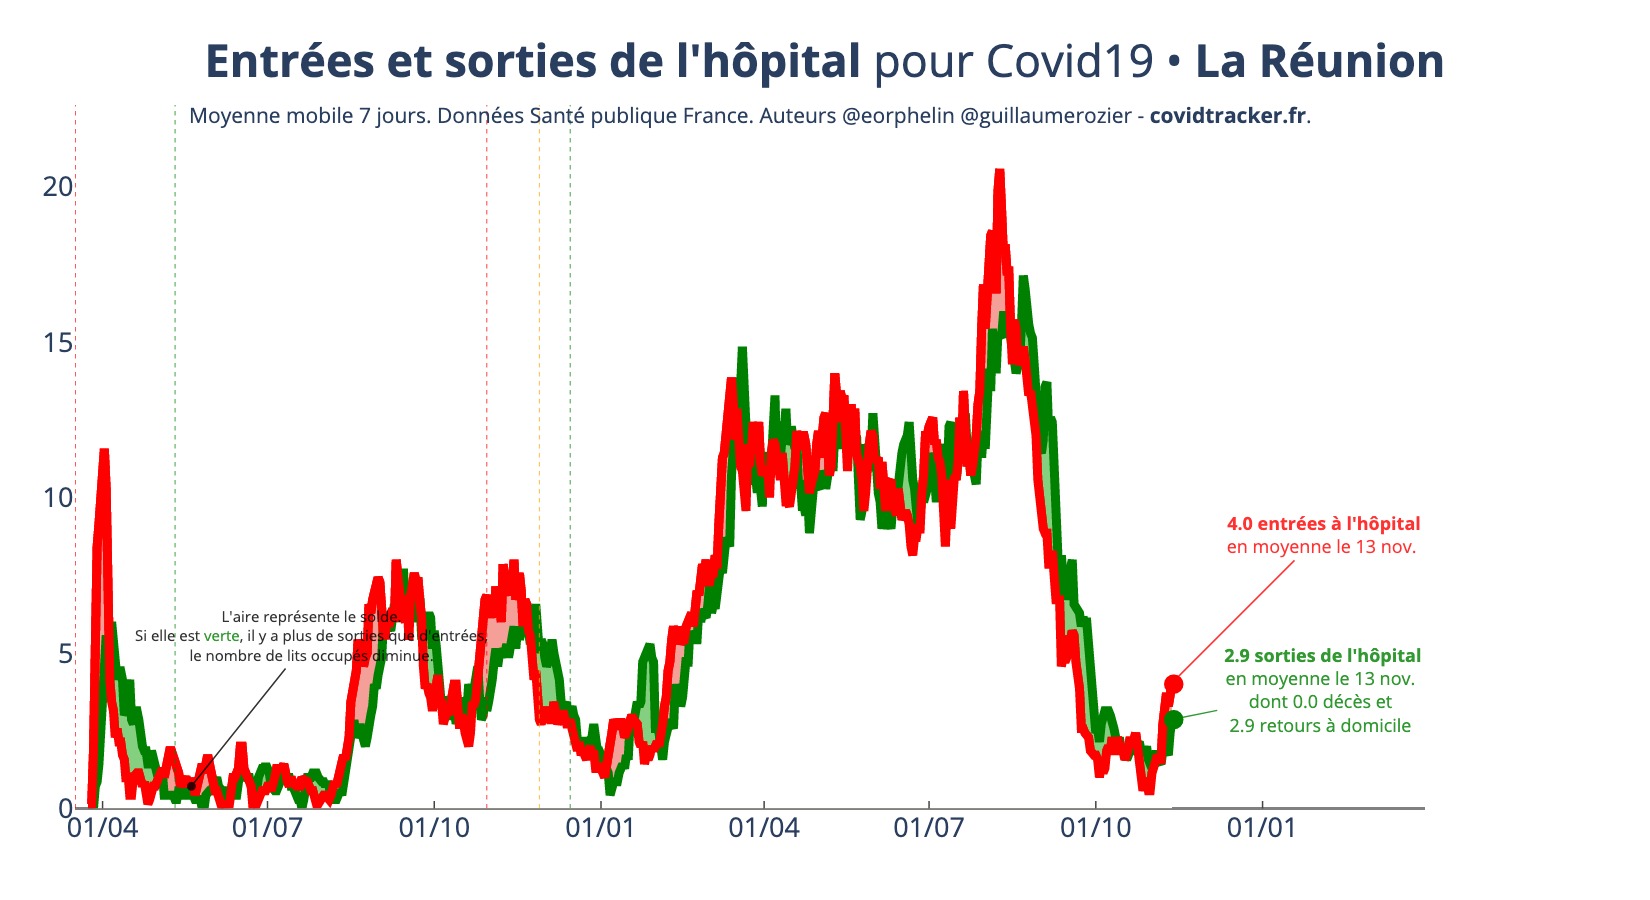 Entrées et sorties de l'hôpital pour Covid19 • La Réunion
Moyenne mobile 7 jours. Données Santé publique France. Auteurs @eorphelin @guillaumerozier - covidtracker.fr.
20
15
10
5
0
L'aire représente le solde.
Si elle est verte, il y a plus de sorties que d'entrées,
le nombre de lits occupés diminue.
4.0 entrées à l'hôpital
en moyenne le 13 nov.
2.9 sorties de l'hôpital
en moyenne le 13 nov.
dont 0.0 décès et
2.9 retours à domicile
01/04 01/07 01/10 01/01 01/04 01/07 01/10 01/01